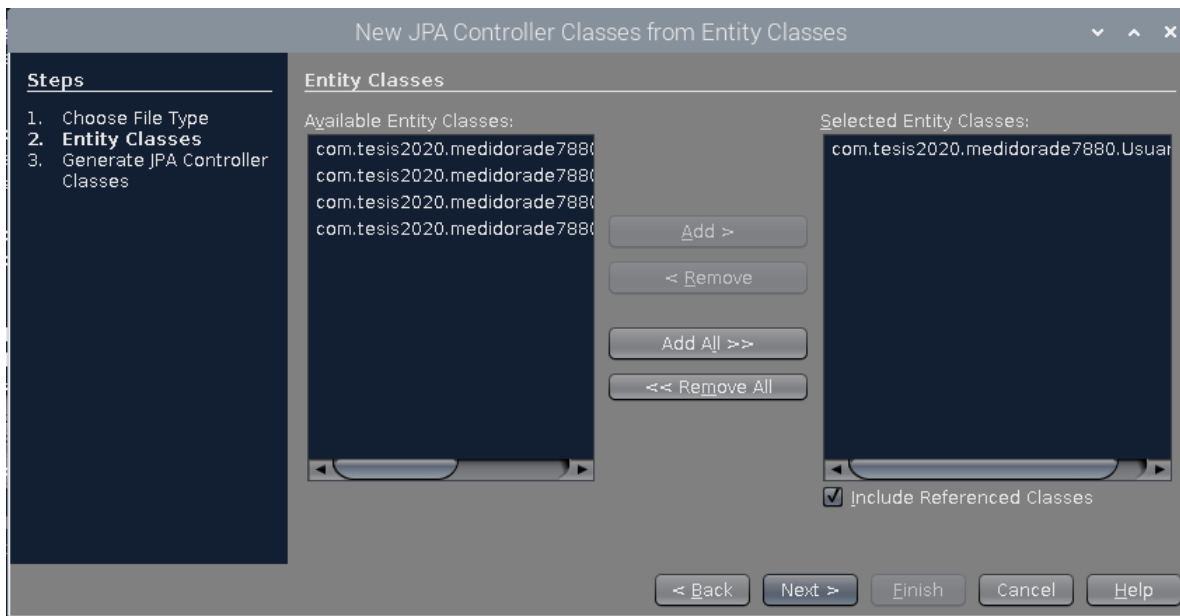 New JPA Controller Classes from Entity Classes
Steps
1. Choose File Type
2. Entity Classes
3. Generate JPA Controller
Classes
Entity Classes
Available Entity Classes:
com.tesis2020.medidorade7880
com.tesis2020.medidorade7880
com.tesis2020.medidorade7880
com.tesis2020.medidorade7880
Add >
< Remove
Add All >>
<< Remove All
Selected Entity Classes:
com.tesis2020.medidorade7880.Usuar
Include Referenced Classes
< Back
Next >
Finish
Cancel
Help